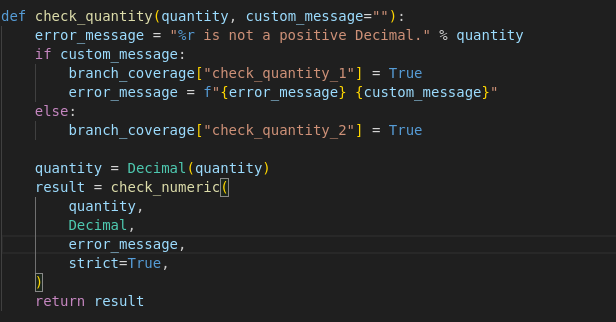 def check_quantity(quantity, custom_message=""):
    error_message = "%r is not a positive Decimal." % quantity
    if custom_message:
        branch_coverage["check_quantity_1"] = True
        error_message = f"{error_message} {custom_message}"
    else:
        branch_coverage["check_quantity_2"] = True

    quantity = Decimal(quantity)
    result = check_numeric(
        quantity,
        Decimal,
        error_message,
        strict=True,
    )
    return result